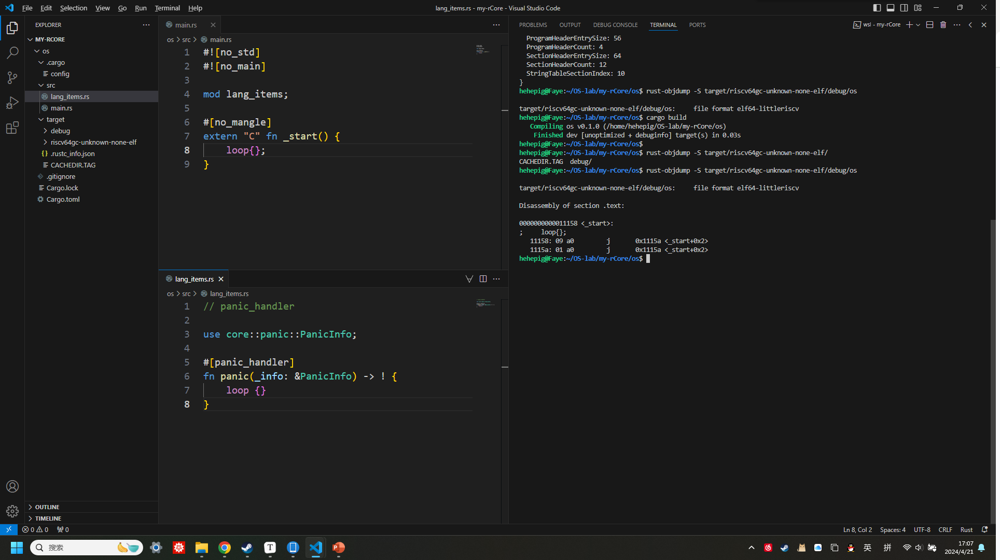 File Edit Selection View Go Run Terminal Help
lang_items.rs - my-rCore - Visual Studio Code
EXPLORER
MY-RCORE
os
.cargo
config
src
lang_items.rs
main.rs
target
debug
riscv64gc-unknown-none-elf
.rustc_info.json
CACHEDIR.TAG
.gitignore
Cargo.lock
Cargo.toml
OUTLINE
TIMELINE
main.rs
os > src > main.rs
1 #![no_std]
2 #![no_main]
3
4 mod lang_items;
5
6 #[no_mangle]
7 extern "C" fn _start() {
8     loop{};
9 }
lang_items.rs
os > src > lang_items.rs
1 // panic_handler
2
3 use core::panic::PanicInfo;
4
5 #[panic_handler]
6 fn panic(_info: &PanicInfo) -> ! {
7     loop {}
8 }
PROBLEMS OUTPUT DEBUG CONSOLE TERMINAL PORTS
wsl - my-rCore
ProgramHeaderEntrySize: 56
ProgramHeaderCount: 4
SectionHeaderEntrySize: 64
SectionHeaderCount: 12
StringTableSectionIndex: 10
}
hehepig@Faye:~/OS-lab/my-rCore/os$ rust-objdump -S target/riscv64gc-unknown-none-elf/debug/os
target/riscv64gc-unknown-none-elf/debug/os:     file format elf64-littleriscv
hehepig@Faye:~/OS-lab/my-rCore/os$ cargo build
Compiling os v0.1.0 (/home/hehepig/OS-lab/my-rCore/os)
Finished dev [unoptimized + debuginfo] target(s) in 0.03s
hehepig@Faye:~/OS-lab/my-rCore/os$
hehepig@Faye:~/OS-lab/my-rCore/os$ rust-objdump -S target/riscv64gc-unknown-none-elf/
CACHEDIR.TAG  debug/
hehepig@Faye:~/OS-lab/my-rCore/os$ rust-objdump -S target/riscv64gc-unknown-none-elf/debug/os
target/riscv64gc-unknown-none-elf/debug/os:     file format elf64-littleriscv
Disassembly of section .text:
0000000000011158 <_start>:
;     loop{};
11158: 09 a0         j       0x1115a <_start+0x2>
1115a: 01 a0         j       0x1115a <_start+0x2>
hehepig@Faye:~/OS-lab/my-rCore/os$
0 0 0
Ln 8, Col 2 Spaces: 4 UTF-8 CRLF Rust
搜索
T
P
英
拼
17:07
2024/4/21